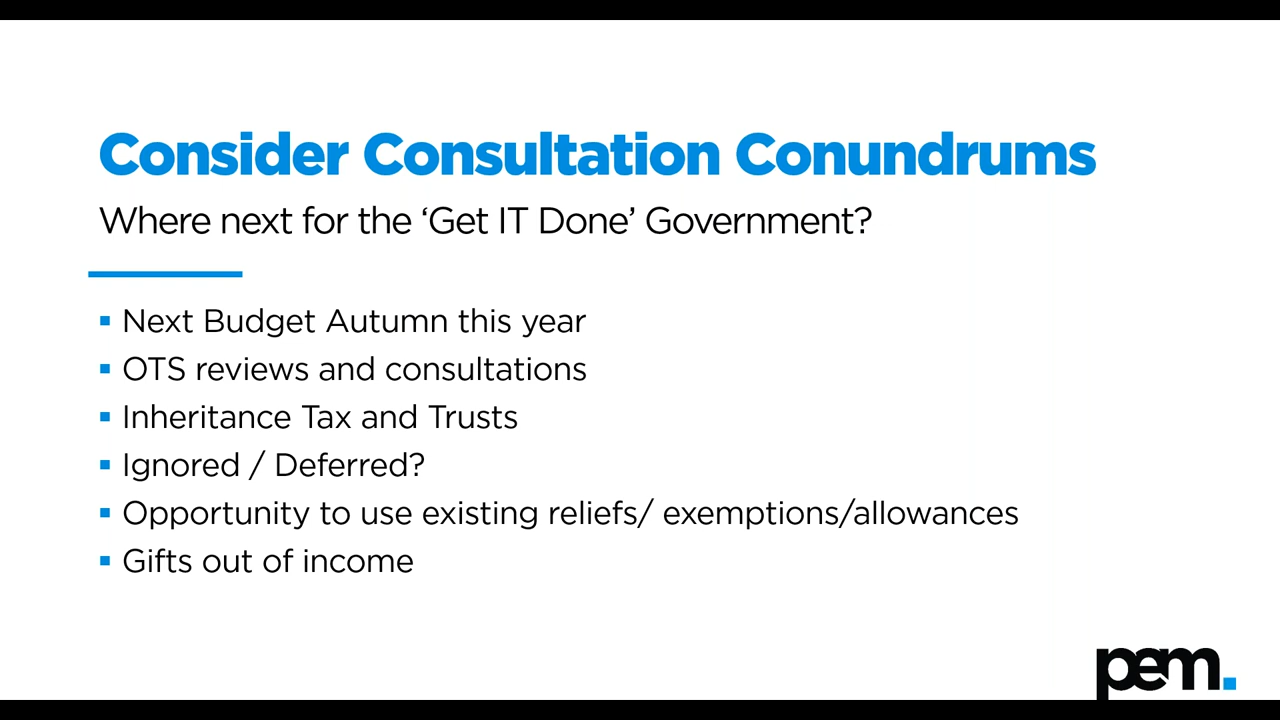 Consider Consultation Conundrums
Where next for the ‘Get IT Done’ Government?
Next Budget Autumn this year
OTS reviews and consultations
Inheritance Tax and Trusts
Ignored / Deferred?
Opportunity to use existing reliefs/ exemptions/allowances
Gifts out of income
pem.